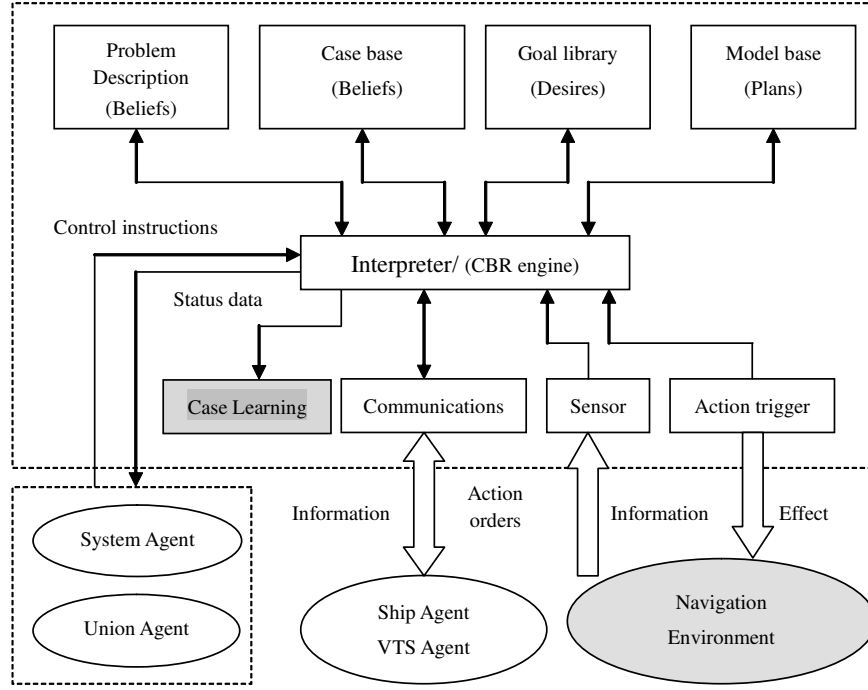 Problem
Description
(Beliefs)
Case base
(Beliefs)
Goal library
(Desires)
Model base
(Plans)
Control instructions
Interpreter/ (CBR engine)
Status data
Case Learning
Communications
Sensor
Action trigger
Information
Action
orders
Information
Effect
System Agent
Union Agent
Ship Agent
VTS Agent
Navigation
Environment